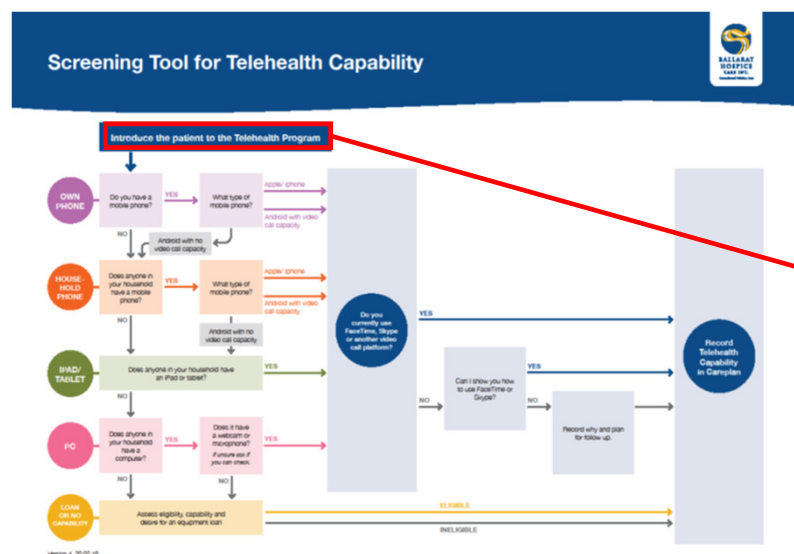 Screening Tool for Telehealth Capability
BALLARAT
HOSPICE
CARE INC.
Introduce the patient to the Telehealth Program
OWN
PHONE
Do you have a
mobile phone?
YES
What type of
mobile phone?
Apple/ iphone
Android with video
call capacity
NO
Android with no
video call capacity
HOUSE-
HOLD
PHONE
Does anyone in
your household
have a mobile
phone?
YES
What type of
mobile phone?
Apple/ iphone
Android with video
call capacity
NO
Android with no
video call capacity
IPAD/
TABLET
Does anyone in your household have
an iPad or tablet?
YES
NO
PC
Does anyone in
your household
have a
computer?
YES
Does it have
a webcam or
microphone?
If unsure ask if
you can check.
YES
NO
NO
LOAN
OR NO
CAPABILITY
Assess eligibility, capability and
desire for an equipment loan
ELIGIBLE
INELIGIBLE
Do you
currently use
FaceTime, Skype
or another video
call platform?
YES
NO
Can I show you how
to use FaceTime or
Skype?
YES
NO
Record why and plan
for follow up.
Record
Telehealth
Capability
in Careplan